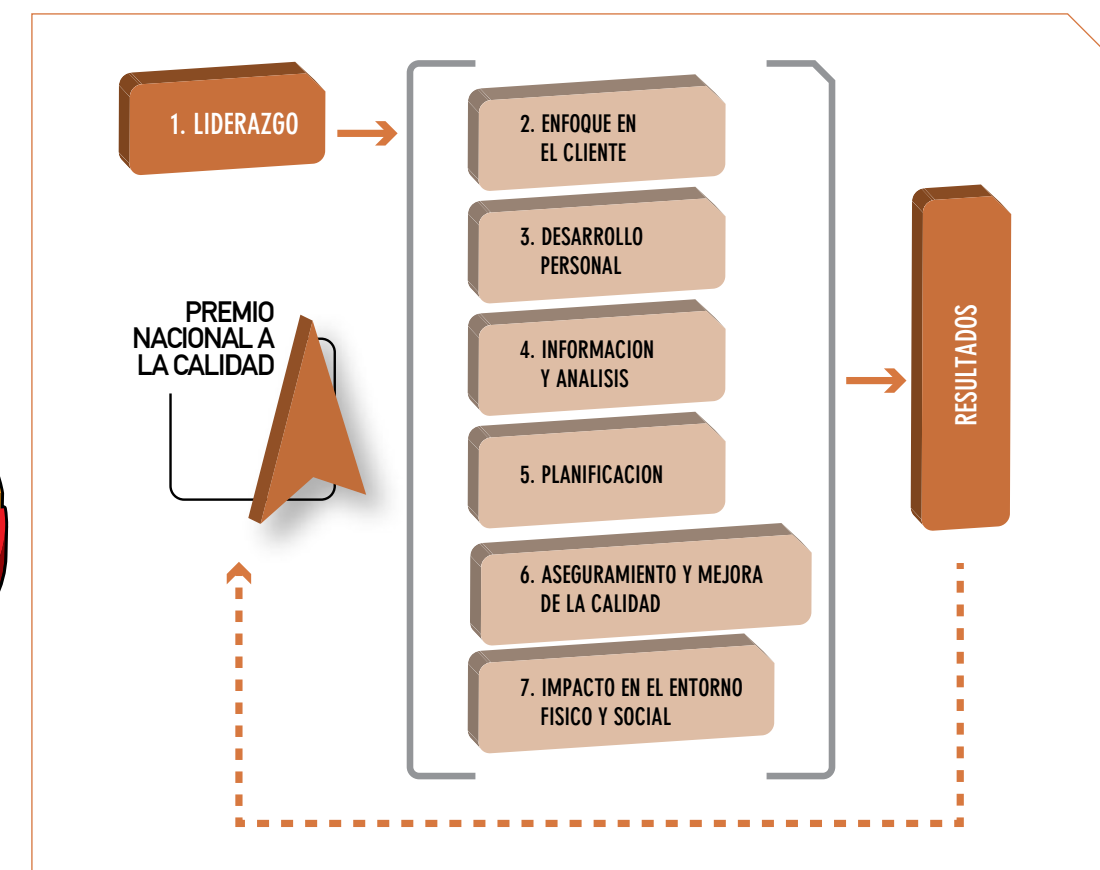 1. LIDERAZGO
PREMIO
NACIONAL A
LA CALIDAD
2. ENFOQUE EN
EL CLIENTE
3. DESARROLLO
PERSONAL
4. INFORMACION
Y ANALISIS
5. PLANIFICACION
6. ASEGURAMIENTO Y MEJORA
DE LA CALIDAD
7. IMPACTO EN EL ENTORNO
FISICO Y SOCIAL
RESULTADOS